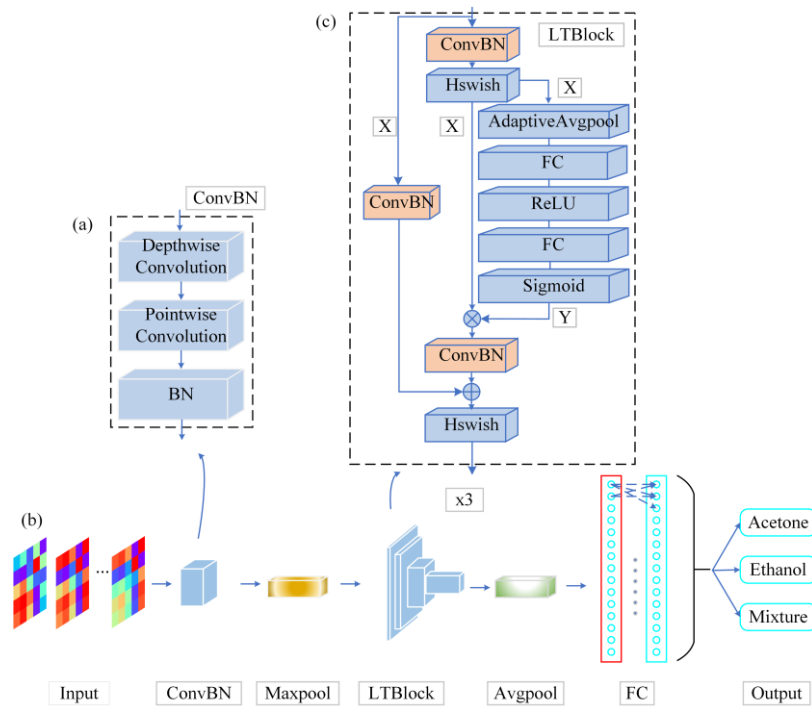 (c)
LTBlock
ConvBN
Hswish
X
X
X
AdaptiveAvgpool
FC
ConvBN
ReLU
FC
Sigmoid
Y
ConvBN
Hswish
x3
ConvBN
(a)
Depthwise
Convolution
Pointwise
Convolution
BN
(b)
...
Acetone
Ethanol
Mixture
Input
ConvBN
Maxpool
LTBlock
Avgpool
FC
Output